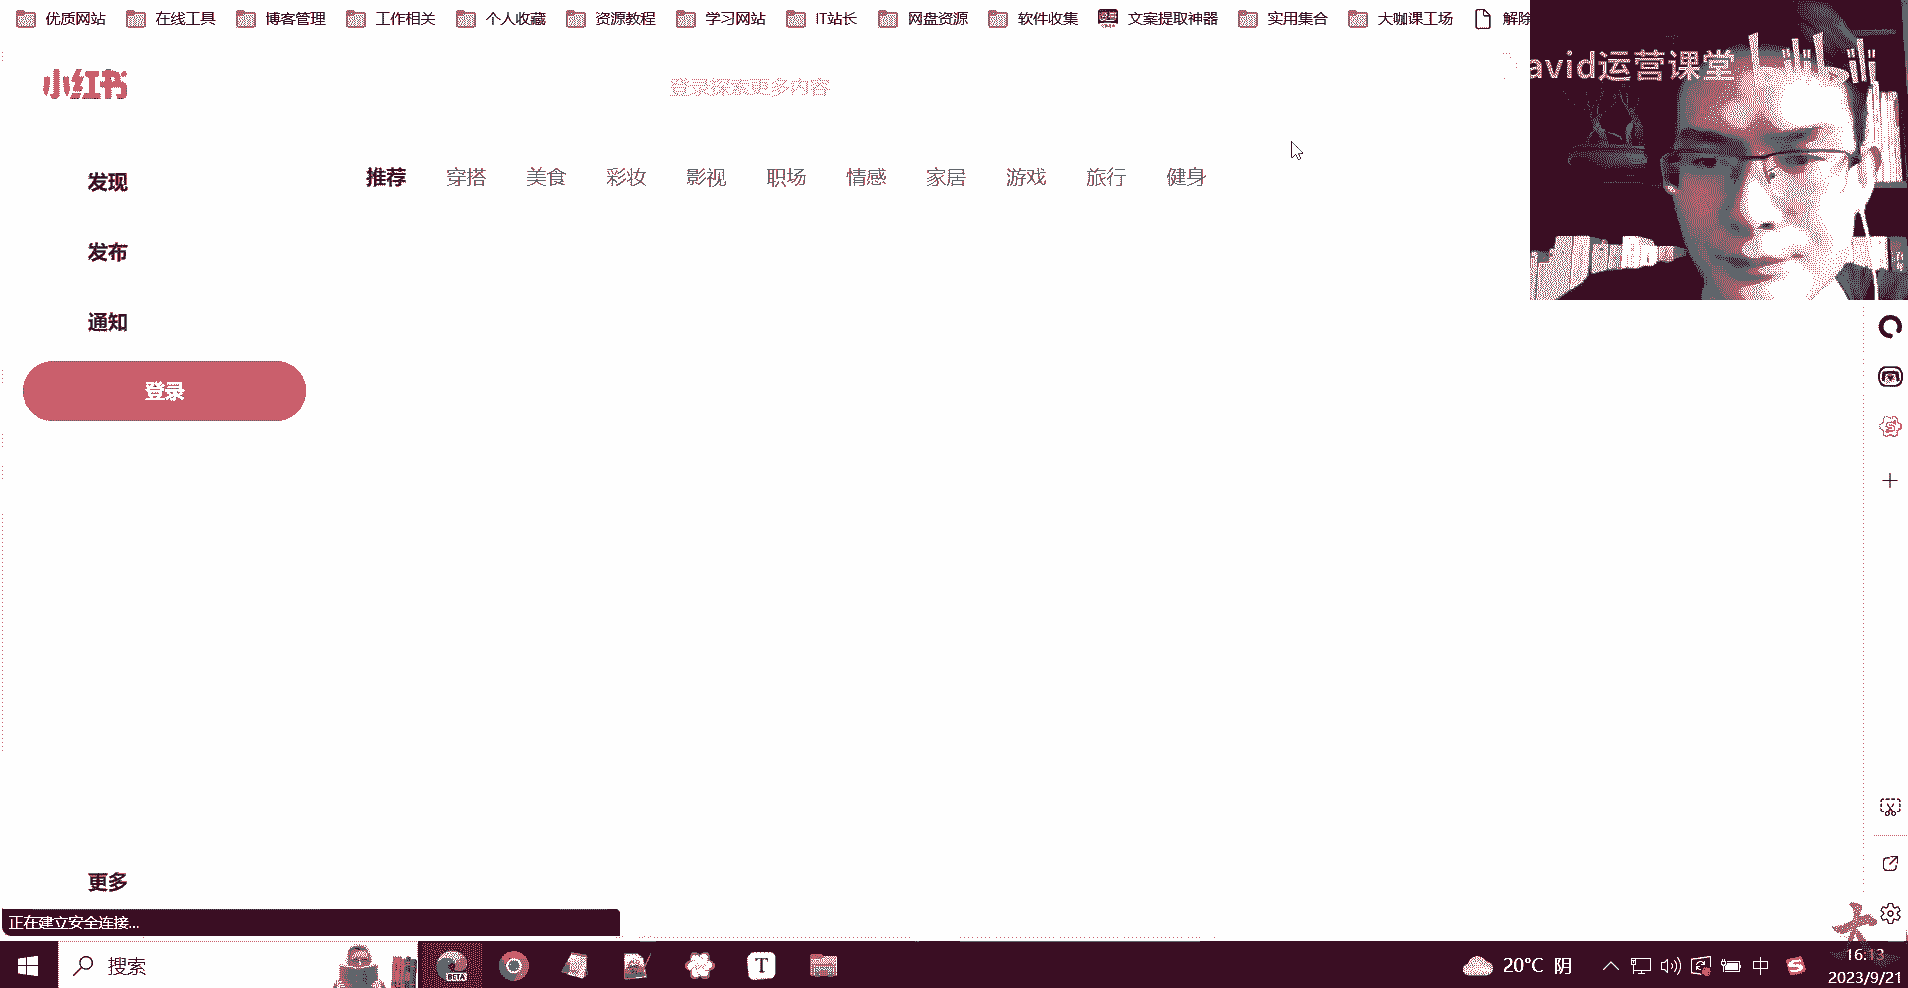 优质网站 在线工具 博客管理 工作相关 个人收藏 资源教程 学习网站 IT站长 网盘资源 软件收集 文案提取神器 实用集合 大咖课工场 解除
avid运营课堂
小红书
登录探索更多内容
发现
推荐 穿搭 美食 彩妆 影视 职场 情感 家居 游戏 旅行 健身
发布
通知
登录
更多
正在建立安全连接...
大
搜索
BETA
T
20°C 阴
中
16:13
2023/9/21